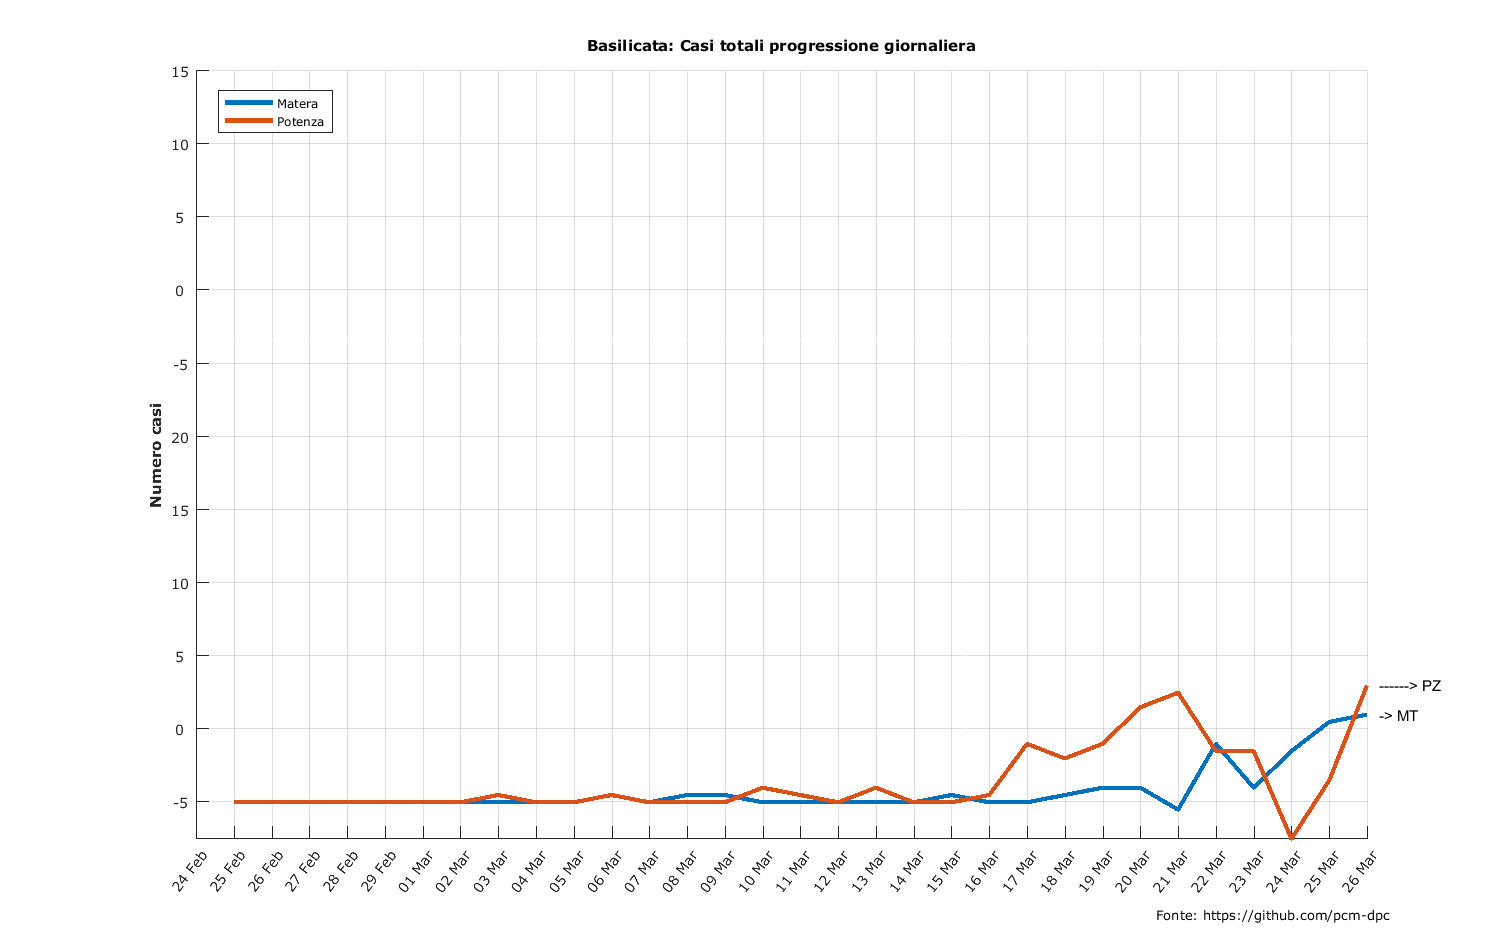 Basilicata: Casi totali progressione giornaliera
Matera
Potenza
15
10
5
0
-5
20
15
10
5
0
-5
Numero casi
------> PZ
-> MT
24 Feb
25 Feb
26 Feb
27 Feb
28 Feb
29 Feb
01 Mar
02 Mar
03 Mar
04 Mar
05 Mar
06 Mar
07 Mar
08 Mar
09 Mar
10 Mar
11 Mar
12 Mar
13 Mar
14 Mar
15 Mar
16 Mar
17 Mar
18 Mar
19 Mar
20 Mar
21 Mar
22 Mar
23 Mar
24 Mar
25 Mar
26 Mar
Fonte: https://github.com/pcm-dpc